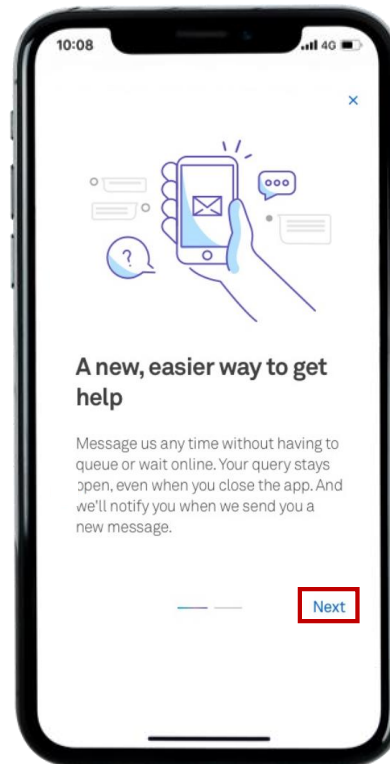 10:08
4G
×
?
A new, easier way to get
help
Message us any time without having to
queue or wait online. Your query stays
open, even when you close the app. And
we'll notify you when we send you a
new message.
Next